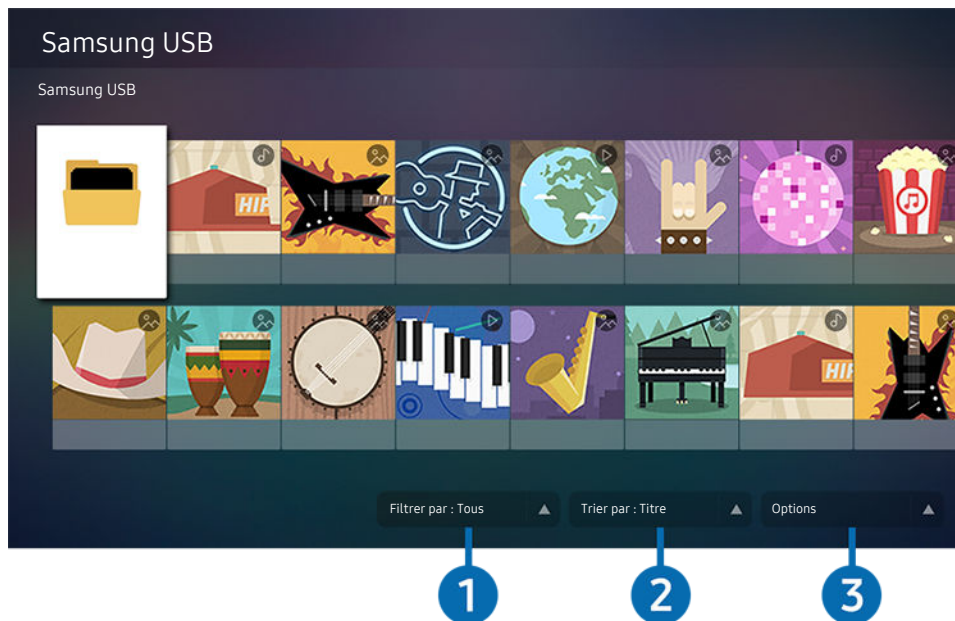 Samsung USB
Samsung USB
HIP
HIP
Filtrer par : Tous
Trier par : Titre
Options
1
2
3